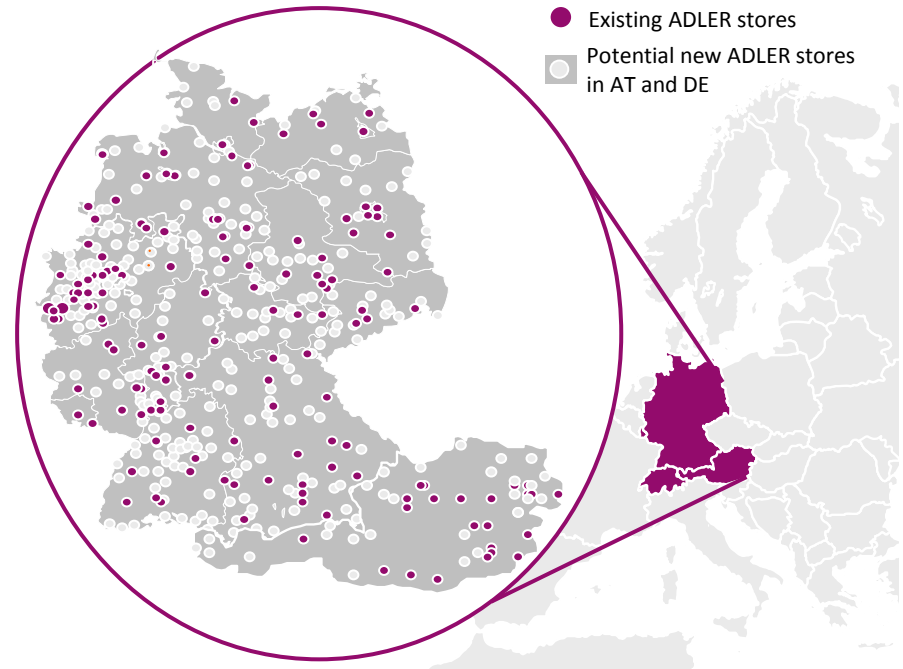 Existing ADLER stores
Potential new ADLER stores
in AT and DE